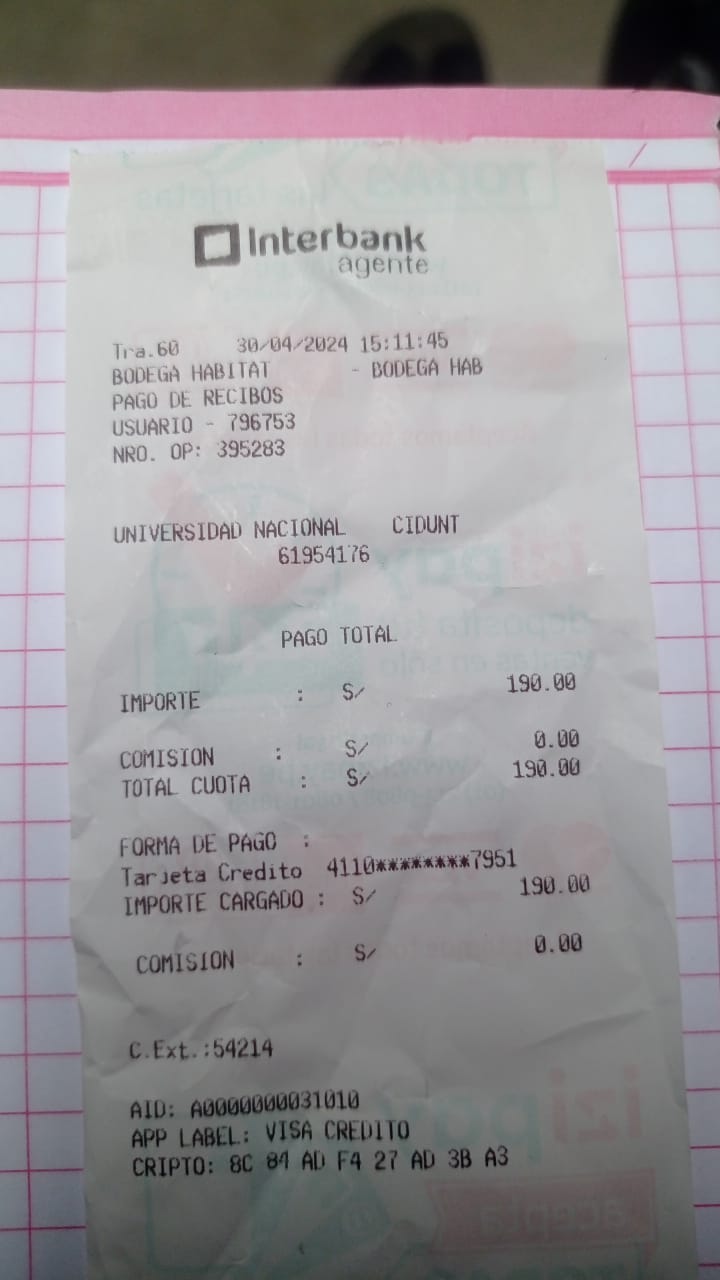 Interbank
agente
Tra.60 30/04/2024 15:11:45
BODEGA HABITAT - BODEGA HAB
PAGO DE RECIBOS
USUARIO - 796753
NRO. OP: 395283
UNIVERSIDAD NACIONAL CIDUNT
61954176
PAGO TOTAL
IMPORTE : S/ 190.00
COMISION : S/ 0.00
TOTAL CUOTA : S/ 190.00
FORMA DE PAGO :
Tarjeta Credito 4110********7951
IMPORTE CARGADO : S/ 190.00
COMISION : S/ 0.00
C.Ext.:54214
AID: A0000000031010
APP LABEL: VISA CREDITO
CRIPTO: 8C 84 AD F4 27 AD 3B A3